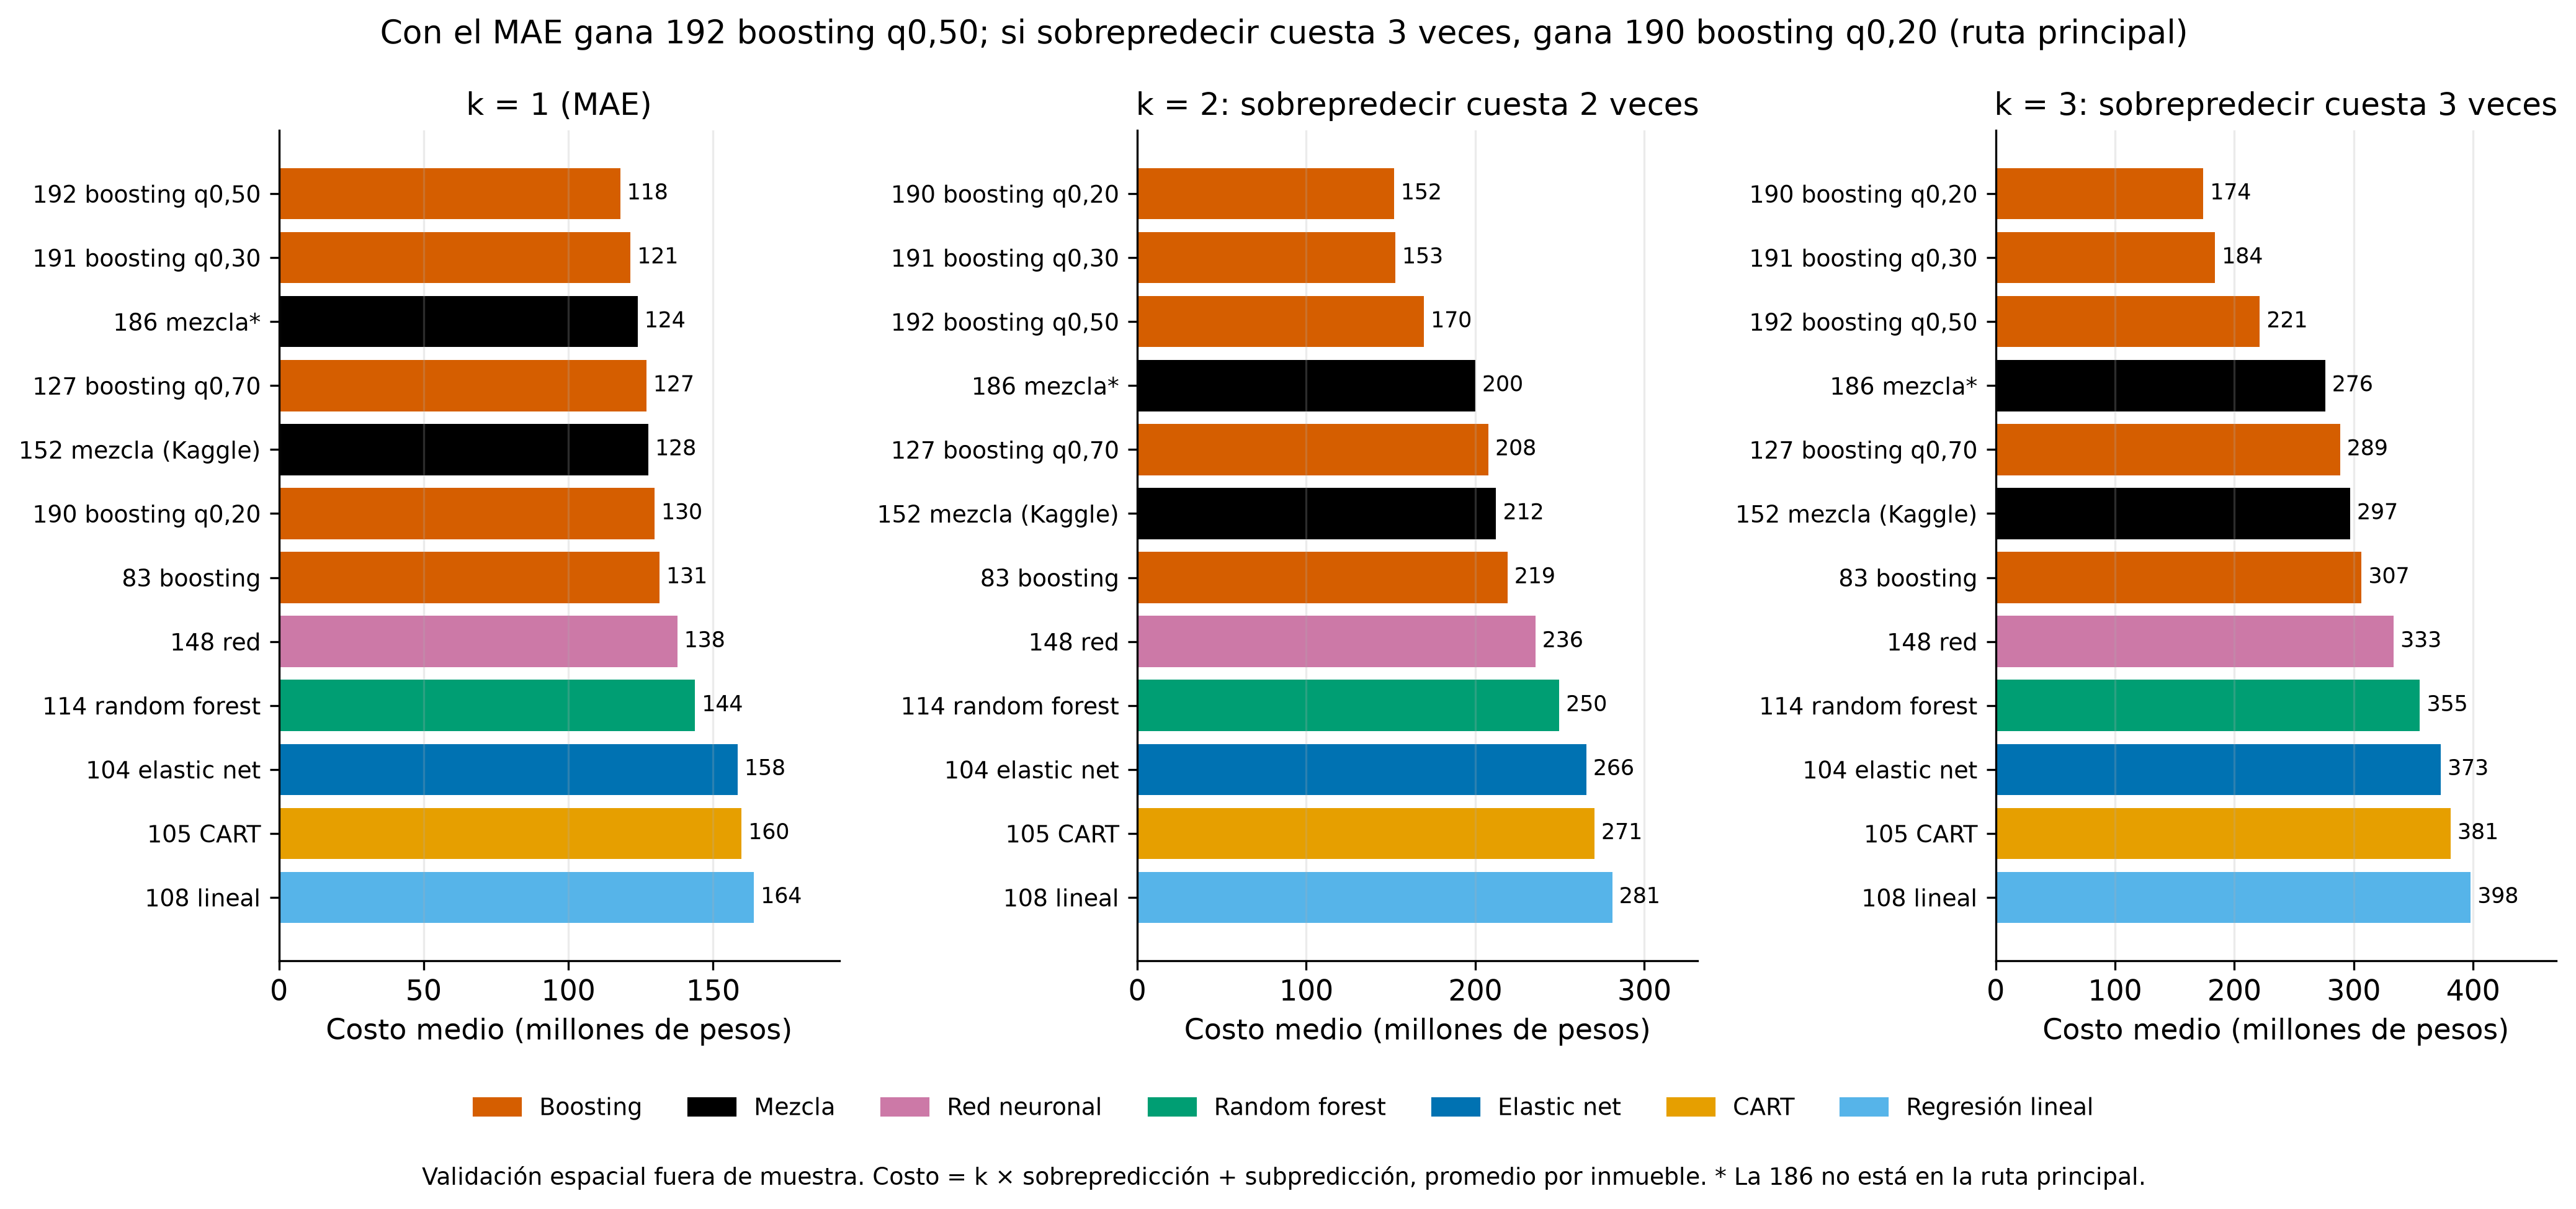 Con el MAE gana 192 boosting q0,50; si sobrepredecir cuesta 3 veces, gana 190 boosting q0,20 (ruta principal)
k = 1 (MAE)
192 boosting q0,50 118
191 boosting q0,30 121
186 mezcla* 124
127 boosting q0,70 127
152 mezcla (Kaggle) 128
190 boosting q0,20 130
83 boosting 131
148 red 138
114 random forest 144
104 elastic net 158
105 CART 160
108 lineal 164
0 50 100 150
Costo medio (millones de pesos)
k = 2: sobrepredecir cuesta 2 veces
190 boosting q0,20 152
191 boosting q0,30 153
192 boosting q0,50 170
186 mezcla* 200
127 boosting q0,70 208
152 mezcla (Kaggle) 212
83 boosting 219
148 red 236
114 random forest 250
104 elastic net 266
105 CART 271
108 lineal 281
0 100 200 300
Costo medio (millones de pesos)
k = 3: sobrepredecir cuesta 3 veces
190 boosting q0,20 174
191 boosting q0,30 184
192 boosting q0,50 221
186 mezcla* 276
127 boosting q0,70 289
152 mezcla (Kaggle) 297
83 boosting 307
148 red 333
114 random forest 355
104 elastic net 373
105 CART 381
108 lineal 398
0 100 200 300 400
Costo medio (millones de pesos)
Boosting Mezcla Red neuronal Random forest Elastic net CART Regresión lineal
Validación espacial fuera de muestra. Costo = k × sobrepredicción + subpredicción, promedio por inmueble. * La 186 no está en la ruta principal.